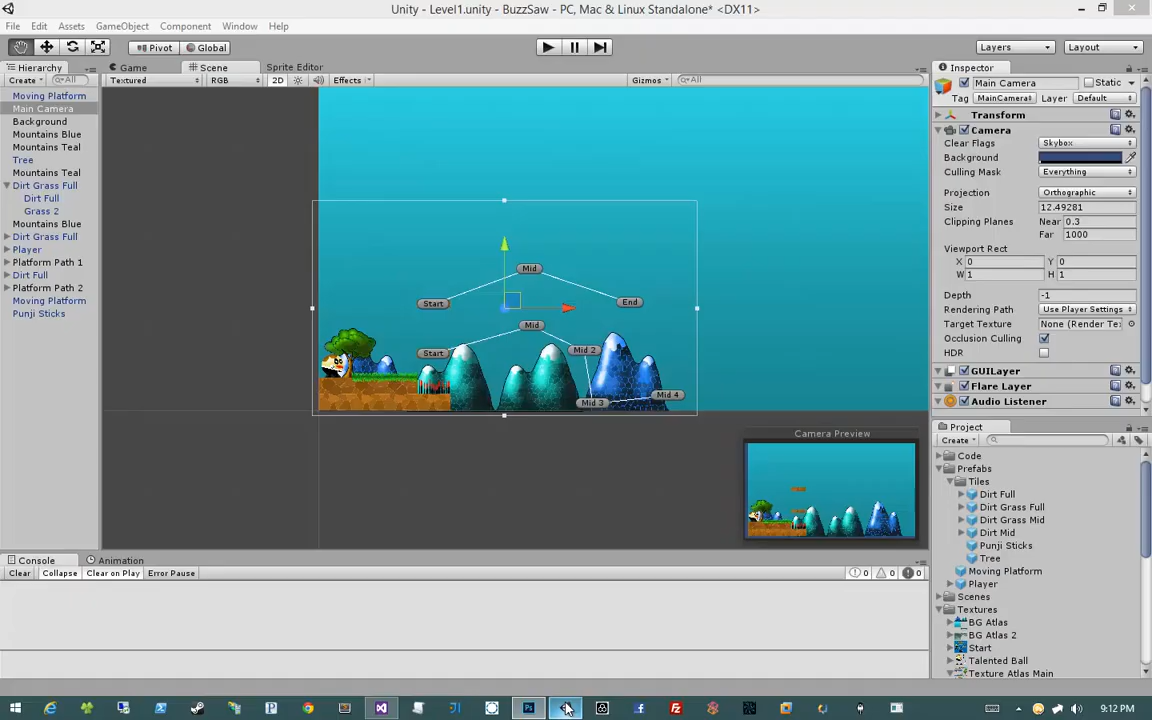 Unity - Level1.unity - BuzzSaw - PC, Mac & Linux Standalone* <DX11>
File Edit Assets GameObject Component Window Help
Pivot Global Layers Layout
Hierarchy Game Scene Sprite Editor Inspector
Create All Textured RGB 2D Effects Gizmos All
Main Camera Static
Tag MainCamera Layer Default
Moving Platform
Main Camera
Background
Mountains Blue
Mountains Teal
Tree
Mountains Teal
Dirt Grass Full
Dirt Full
Grass 2
Mountains Blue
Dirt Grass Full
Player
Platform Path 1
Dirt Full
Platform Path 2
Moving Platform
Punji Sticks
Mid
Start
End
Mid
Start
Mid 2
Mid 3
Mid 4
Camera Preview
Transform
Camera
Clear Flags Skybox
Background
Culling Mask Everything
Projection Orthographic
Size 12.49281
Clipping Planes Near 0.3
Far 1000
Viewport Rect X 0 Y 0
W 1 H 1
Depth -1
Rendering Path Use Player Settings
Target Texture None (Render Te:
Occlusion Culling
HDR
GUILayer
Flare Layer
Audio Listener
Project
Create
Code
Prefabs
Tiles
Dirt Full
Dirt Grass Full
Dirt Grass Mid
Dirt Mid
Punji Sticks
Tree
Moving Platform
Player
Scenes
Textures
BG Atlas
BG Atlas 2
Start
Talented Ball
Texture Atlas Main
Console Animation
Clear Collapse Clear on Play Error Pause 0 0 0
Ps
9:12 PM